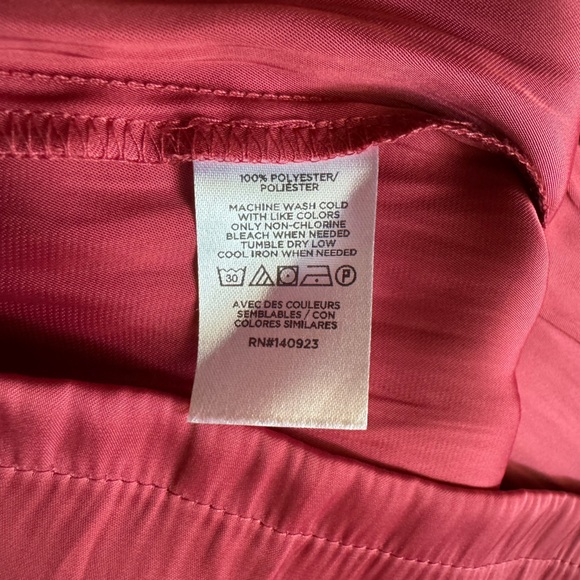 100% POLYESTER/
POLIÉSTER
MACHINE WASH COLD
WITH LIKE COLORS
ONLY NON-CHLORINE
BLEACH WHEN NEEDED
TUMBLE DRY LOW
COOL IRON WHEN NEEDED
30 P
AVEC DES COULEURS
SEMBLABLES / CON
COLORES SIMILARES
RN#140923